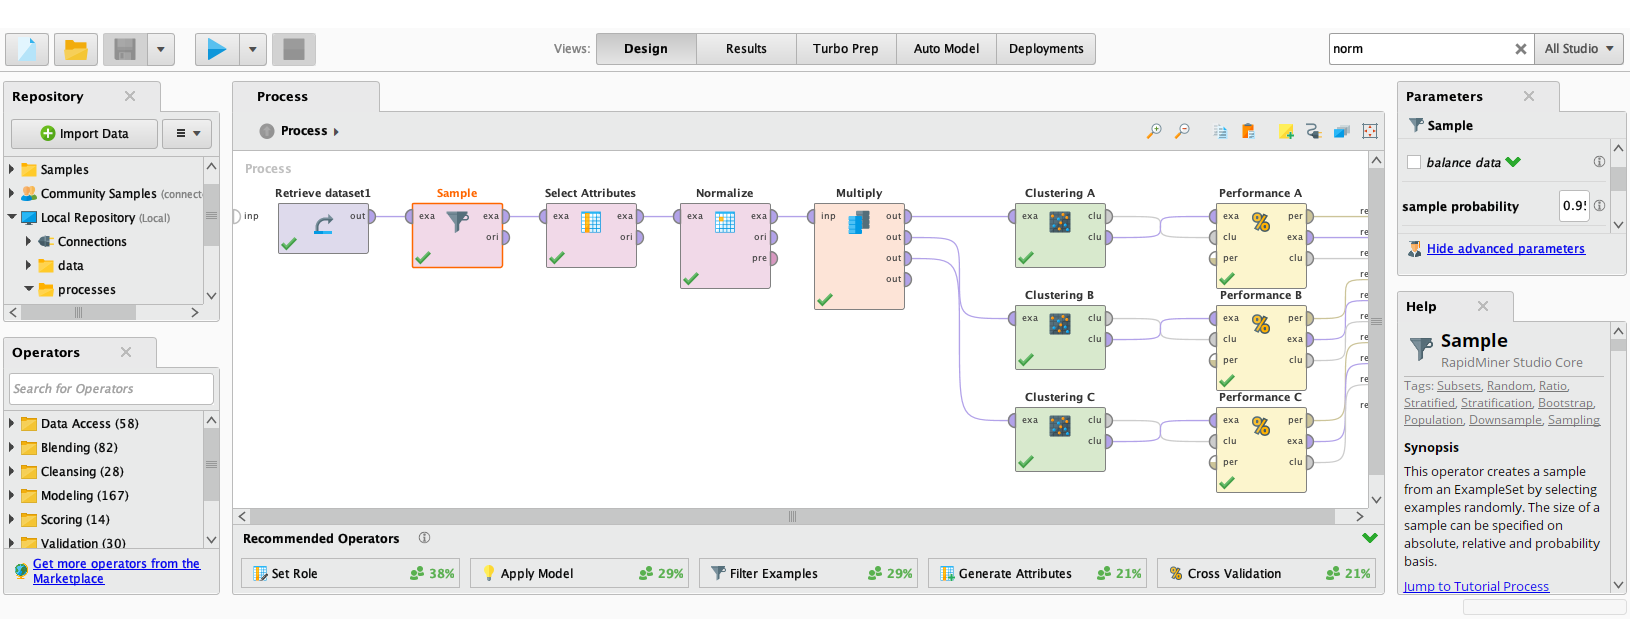 Views: Design Results Turbo Prep Auto Model Deployments norm All Studio
Repository
Import Data
Samples
Community Samples (connect
Local Repository (Local)
Connections
data
processes
Operators
Search for Operators
Data Access (58)
Blending (82)
Cleansing (28)
Modeling (167)
Scoring (14)
Validation (30)
Get more operators from the
Marketplace
Process
Process
Process
inp
Retrieve dataset1
out
Sample
exa exa
ori
Select Attributes
exa exa
ori
Normalize
exa exa
ori
pre
Multiply
inp out
out
out
out
Clustering A
exa clu
clu
Performance A
exa per
clu exa
per clu
Clustering B
exa clu
clu
Performance B
exa per
clu exa
per clu
Clustering C
exa clu
clu
Performance C
exa per
clu exa
per clu
re
re
re
re
re
re
re
re
re
Recommended Operators
Set Role 38%
Apply Model 29%
Filter Examples 29%
Generate Attributes 21%
Cross Validation 21%
Parameters
Sample
balance data
sample probability 0.9
Hide advanced parameters
Help
Sample
RapidMiner Studio Core
Tags: Subsets, Random, Ratio,
Stratified, Stratification, Bootstrap,
Population, Downsample, Sampling
Synopsis
This operator creates a sample
from an ExampleSet by selecting
examples randomly. The size of a
sample can be specified on
absolute, relative and probability
basis.
Jump to Tutorial Process